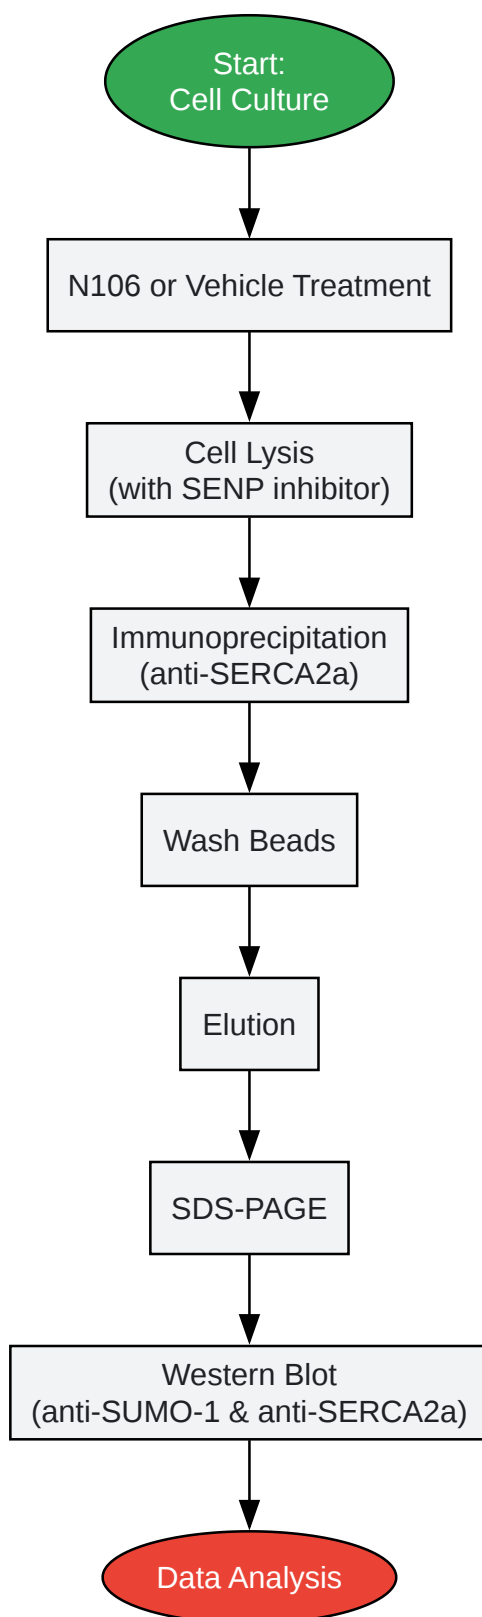 Start:
Cell Culture
N106 or Vehicle Treatment
Cell Lysis
(with SENP inhibitor)
Immunoprecipitation
(anti-SERCA2a)
Wash Beads
Elution
SDS-PAGE
Western Blot
(anti-SUMO-1 & anti-SERCA2a)
Data Analysis